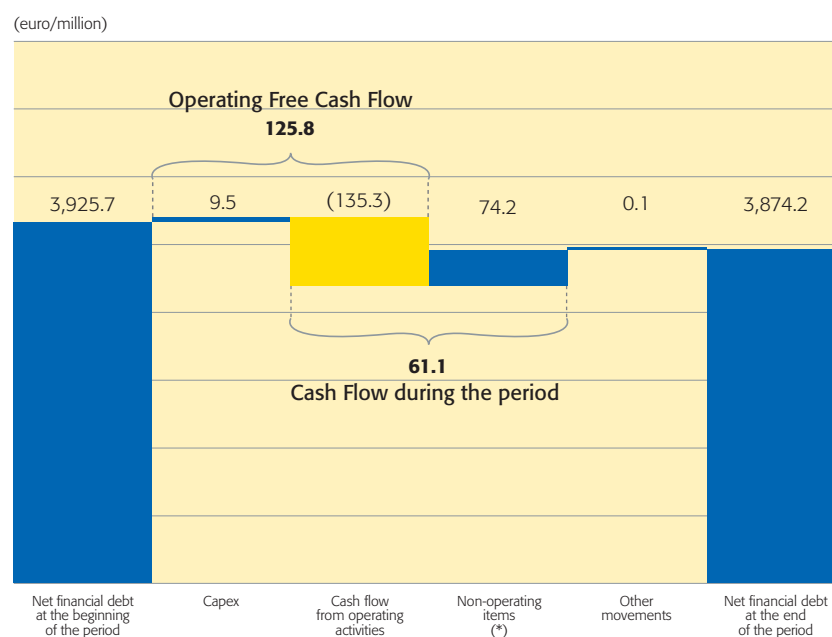 (euro/million)
Operating Free Cash Flow
125.8
3,925.7
9.5
(135.3)
74.2
0.1
3,874.2
61.1
Cash Flow during the period
Net financial debt
at the beginning
of the period
Capex
Cash flow
from operating
activities
Non-operating
items
(*)
Other
movements
Net financial debt
at the end
of the period